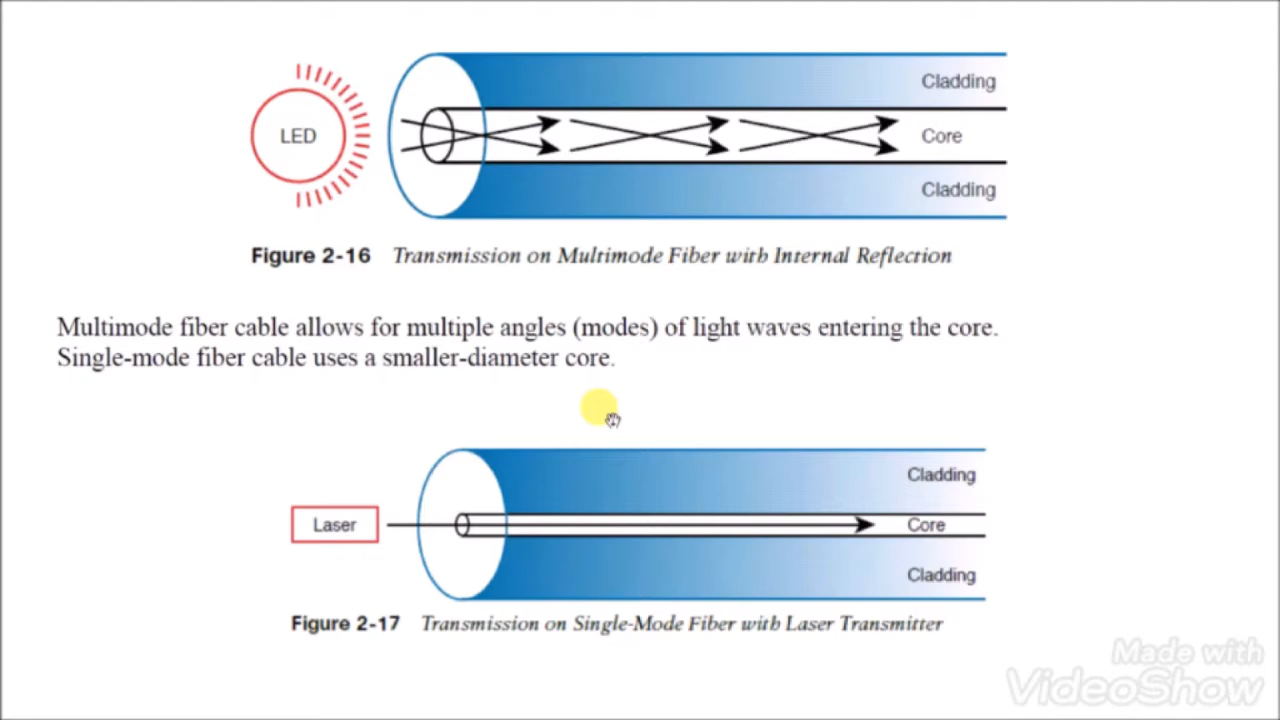 Cladding
LED
Core
Cladding
Figure 2-16 Transmission on Multimode Fiber with Internal Reflection
Multimode fiber cable allows for multiple angles (modes) of light waves entering the core.
Single-mode fiber cable uses a smaller-diameter core.
Cladding
Laser
Core
Cladding
Figure 2-17 Transmission on Single-Mode Fiber with Laser Transmitter
Made with
VideoShow